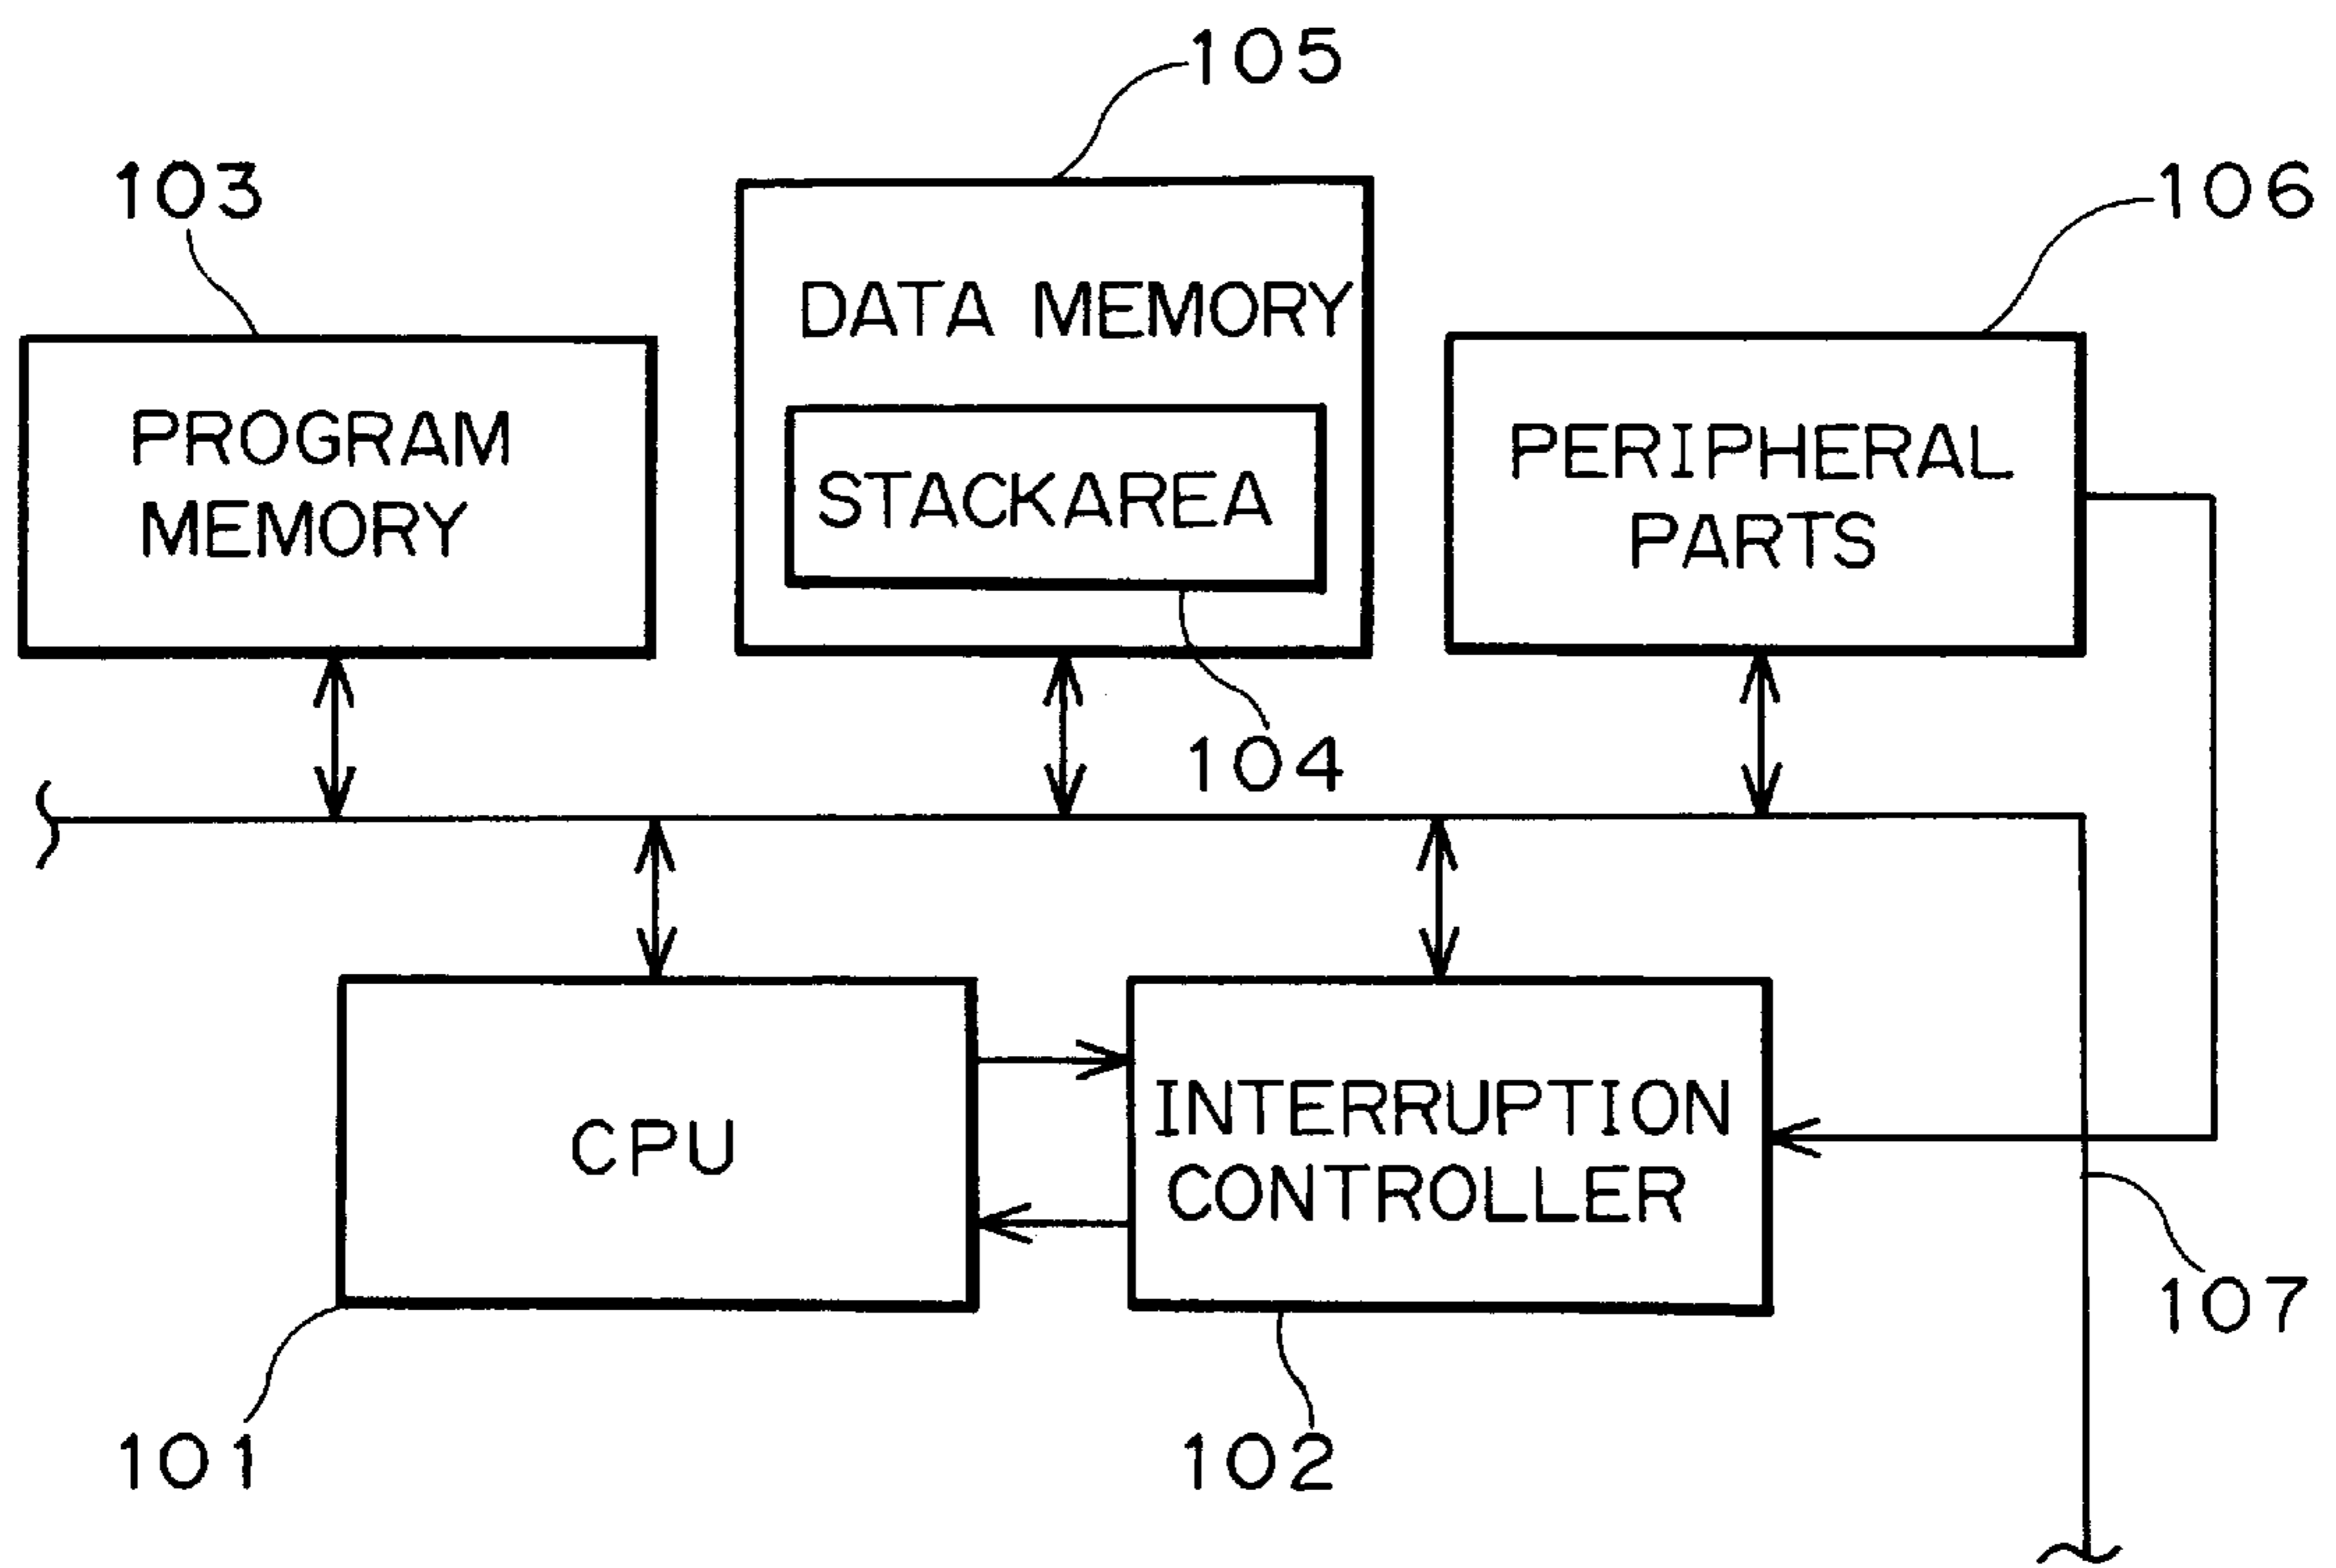 105
103
106
DATA MEMORY
PROGRAM
MEMORY
STACKAREA
PERIPHERAL
PARTS
104
CPU
INTERRUPTION
CONTROLLER
107
101
102